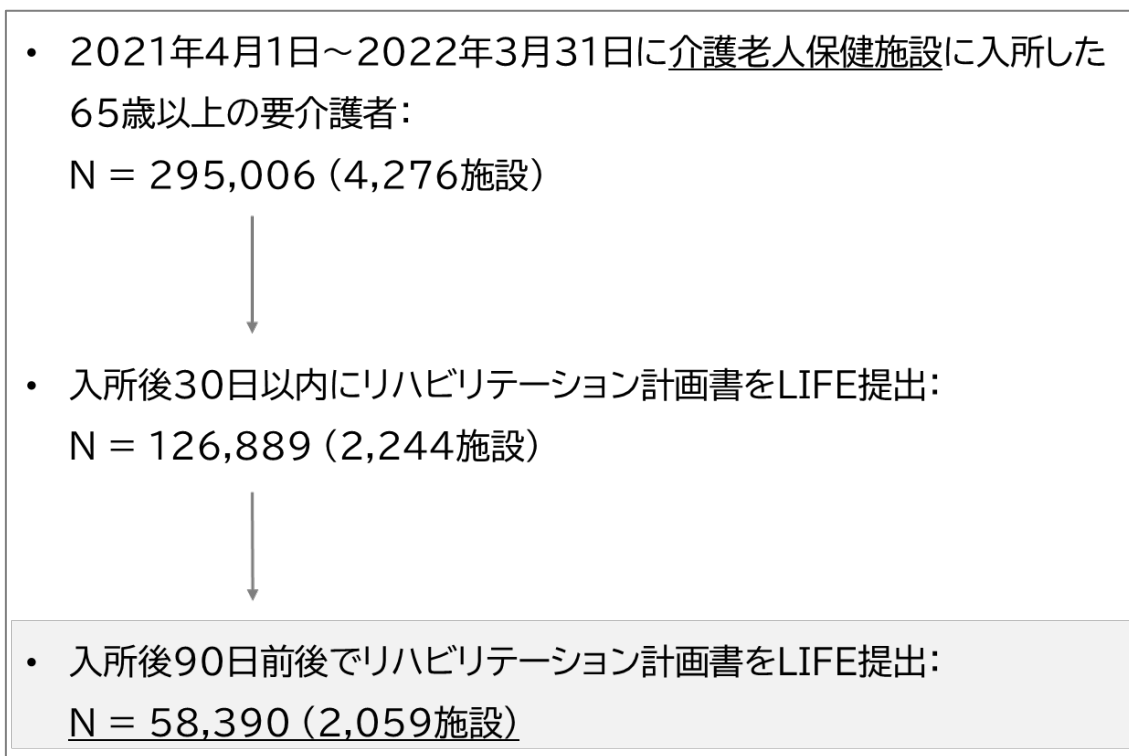 • 2021年4月1日～2022年3月31日に介護老人保健施設に入所した
65歳以上の要介護者：
N = 295,006（4,276施設）
• 入所後30日以内にリハビリテーション計画書をLIFE提出：
N = 126,889（2,244施設）
• 入所後90日前後でリハビリテーション計画書をLIFE提出：
N = 58,390（2,059施設）